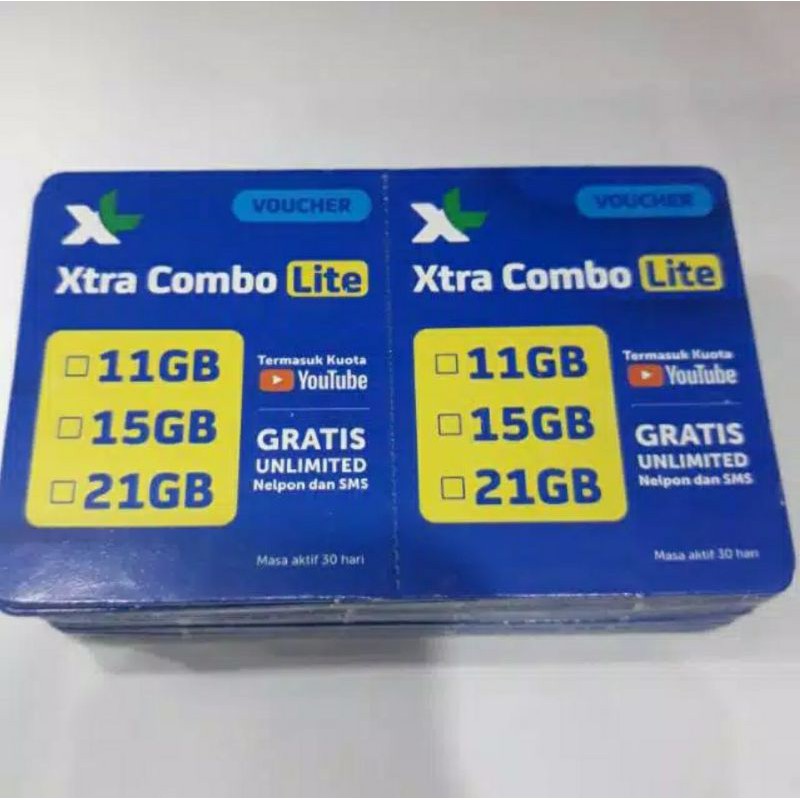 XL
VOUCHER
Xtra Combo Lite
11GB
15GB
21GB
Termasuk Kuota
YouTube
GRATIS
UNLIMITED
Nelpon dan SMS
Masa aktif 30 hari
XL
VOUCHER
Xtra Combo Lite
11GB
15GB
21GB
Termasuk Kuota
YouTube
GRATIS
UNLIMITED
Nelpon dan SMS
Masa aktif 30 hari